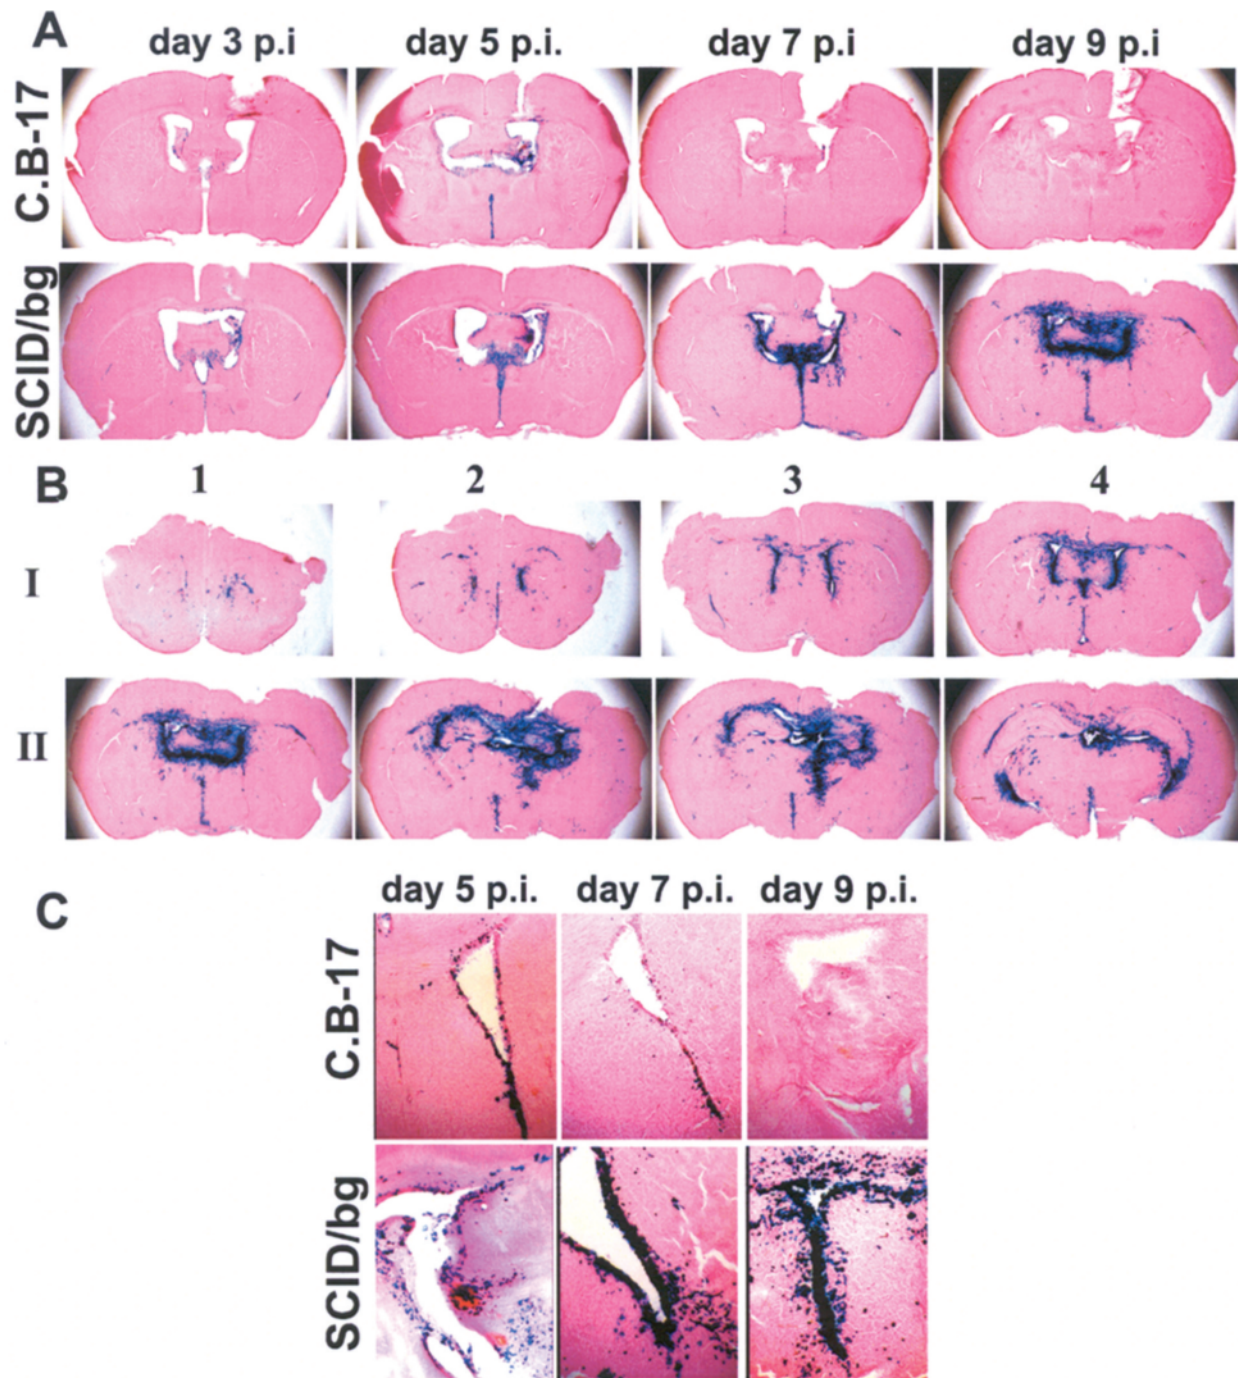 A
day 3 p.i day 5 p.i. day 7 p.i day 9 p.i
C.B-17
SCID/bg
B
1 2 3 4
I
II
C
day 5 p.i. day 7 p.i. day 9 p.i.
C.B-17
SCID/bg